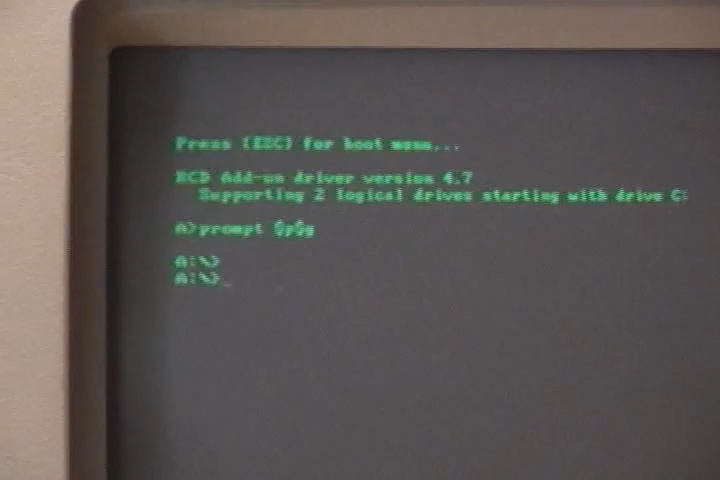 Press [ESC] for boot menu...
BCD Add-on driver version 4.7
Supporting 2 logical drives starting with drive C:
A>prompt $p$g
A:\>
A:\>_